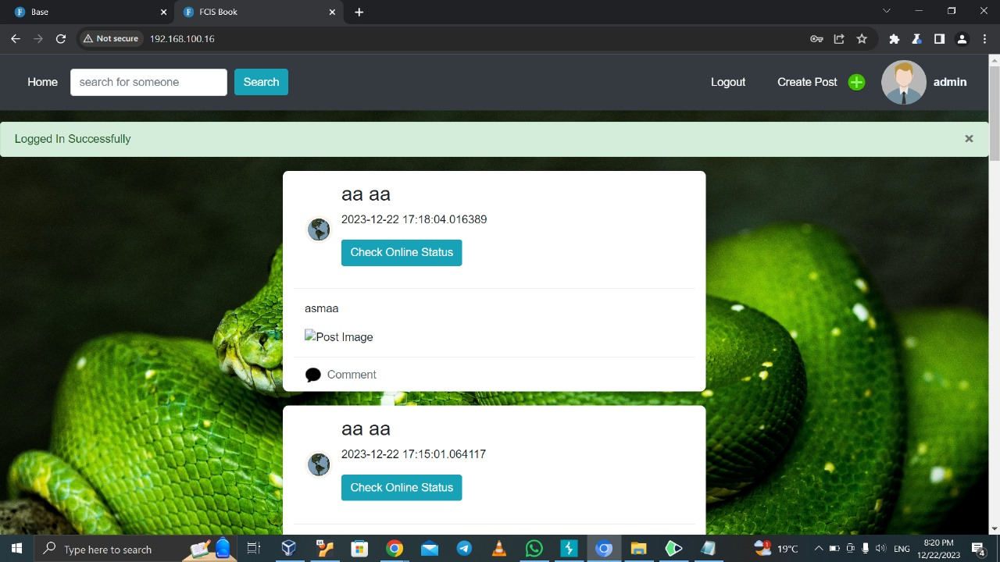 Base
FCIS Book
Not secure
192.168.100.16
Home
search for someone
Search
Logout
Create Post
admin
Logged In Successfully
×
aa aa
2023-12-22 17:18:04.016389
Check Online Status
asmaa
Post Image
Comment
aa aa
2023-12-22 17:15:01.064117
Check Online Status
Type here to search
1
19°C
ENG
8:20 PM
12/22/2023
4